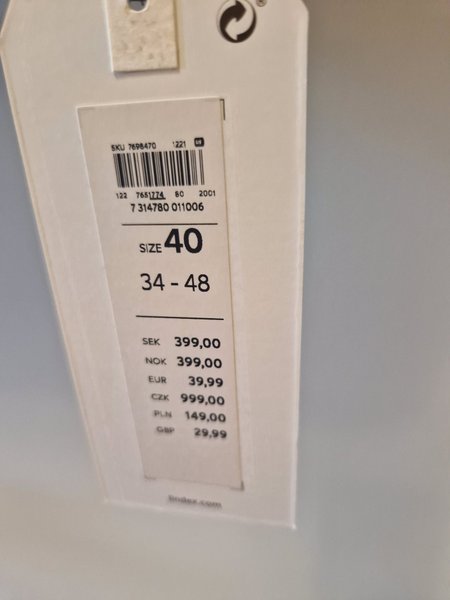 SKU 7698470 1221
122 7651774 80 2001
7 314780 011006
SIZE 40
34 - 48
SEK 399,00
NOK 399,00
EUR 39,99
CZK 999,00
PLN 149,00
GBP 29,99
lindex.com